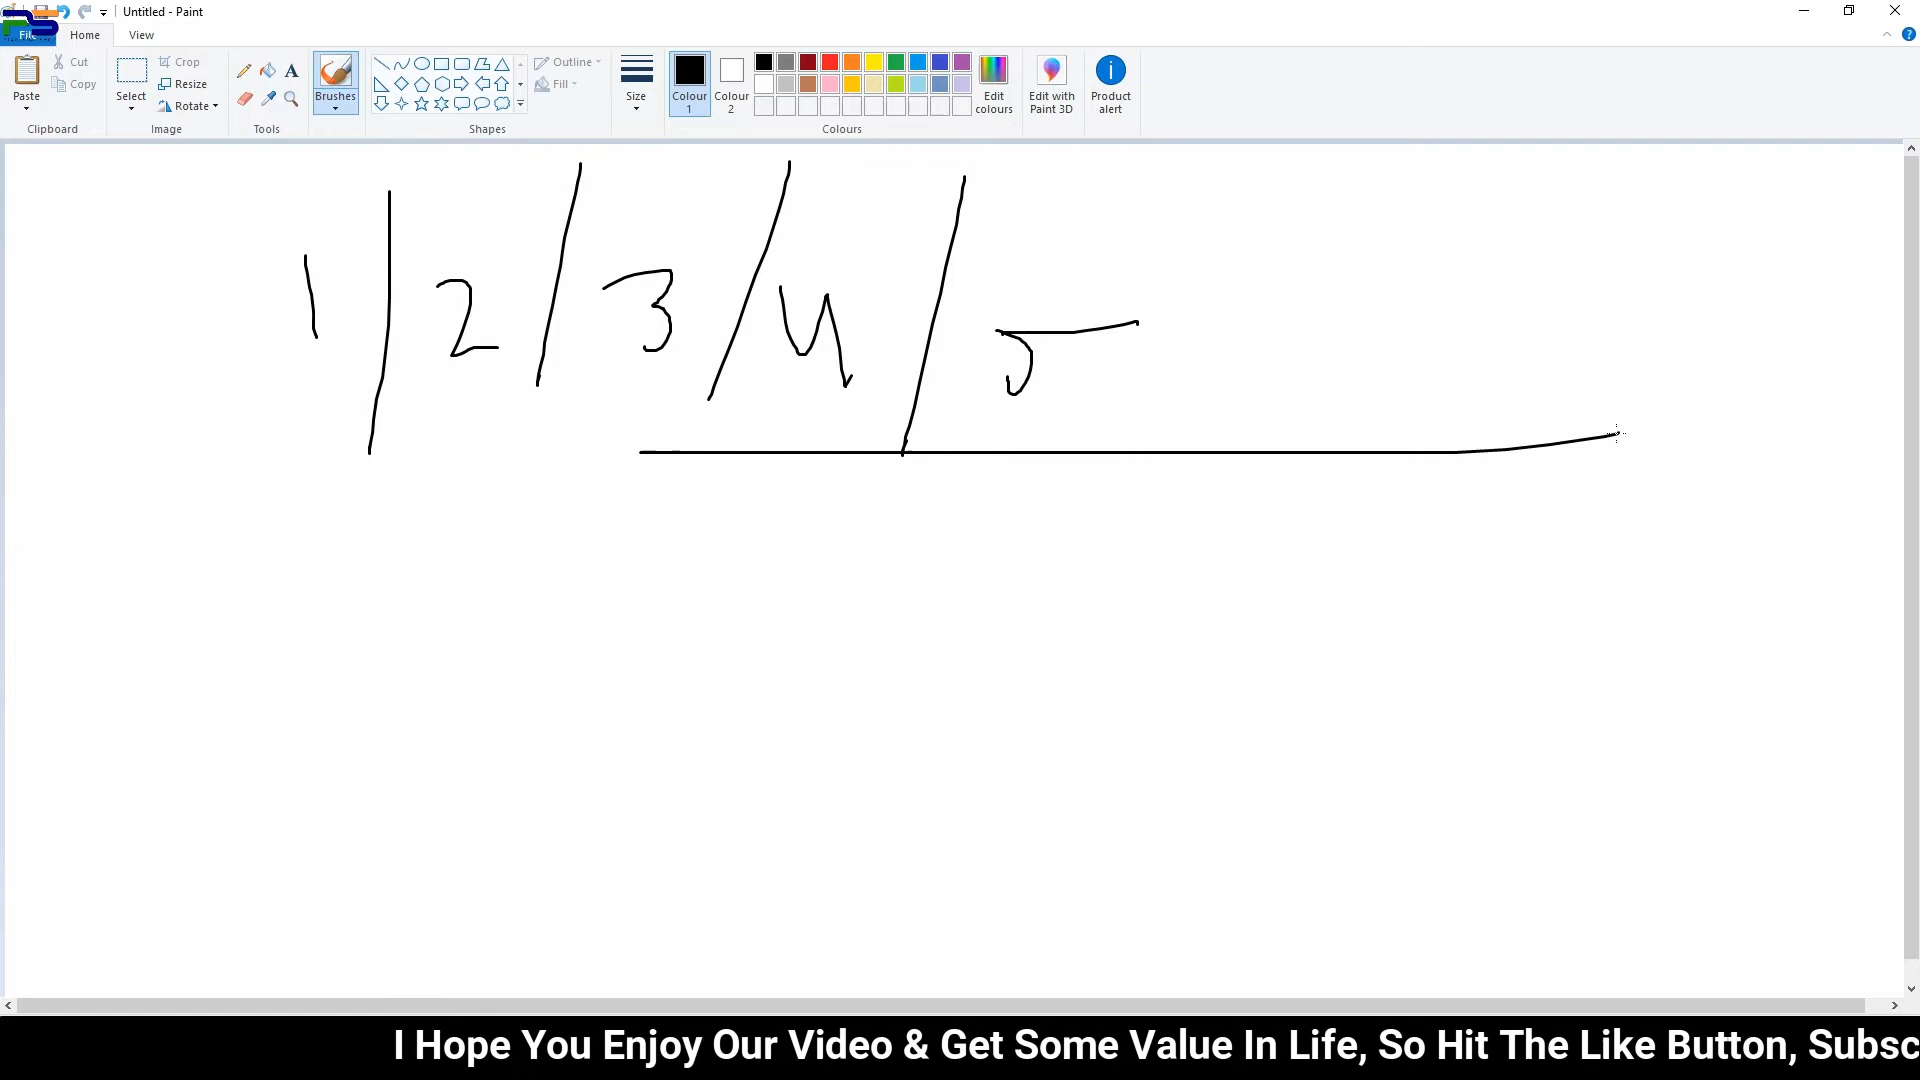 Untitled - Paint
File Home View
Paste
Cut
Copy
Clipboard
Select
Crop
Resize
Rotate
Image
Tools
Brushes
Shapes
Outline
Fill
Size
Colour 1
Colour 2
Edit colours
Colours
Edit with Paint 3D
Product alert
1 | 2 / 3 / 4 / 5
I Hope You Enjoy Our Video & Get Some Value In Life, So Hit The Like Button, Subsc